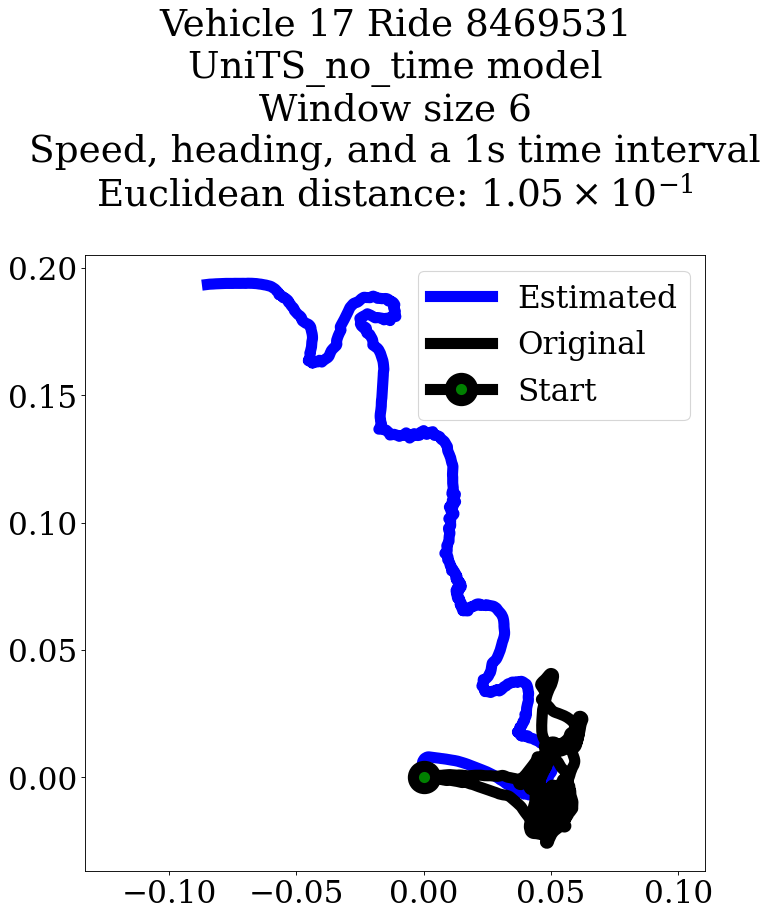 Vehicle 17 Ride 8469531
UniTS_no_time model
Window size 6
Speed, heading, and a 1s time interval
Euclidean distance: 1.05 × 10⁻¹
Estimated
Original
Start
0.20
0.15
0.10
0.05
0.00
−0.10
−0.05
0.00
0.05
0.10